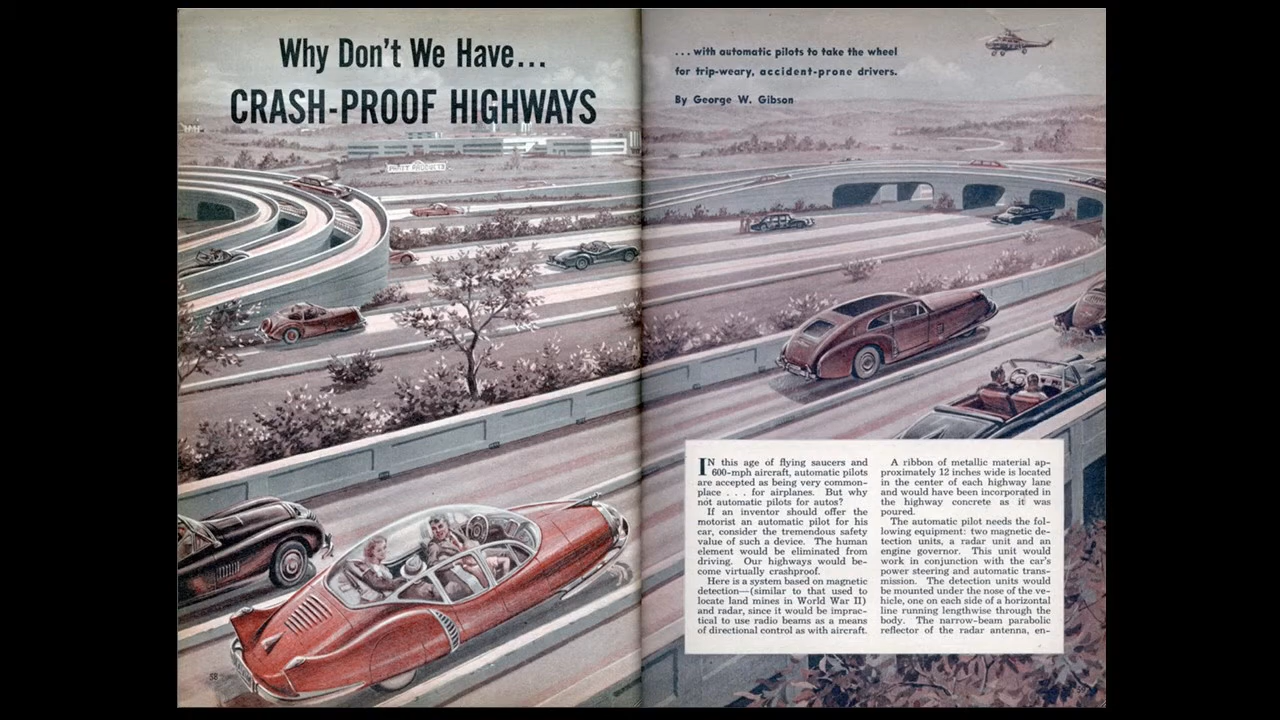 Why Don't We Have...
CRASH-PROOF HIGHWAYS
...with automatic pilots to take the wheel
for trip-weary, accident-prone drivers.
By George W. Gibson
PRATT PRODUCTS
IN this age of flying saucers and
600-mph aircraft, automatic pilots
are accepted as being very common-
place . . . for airplanes. But why
not automatic pilots for autos?
If an inventor should offer the
motorist an automatic pilot for his
car, consider the tremendous safety
value of such a device. The human
element would be eliminated from
driving. Our highways would be-
come virtually crashproof.
Here is a system based on magnetic
detection—(similar to that used to
locate land mines in World War II)
and radar, since it would be imprac-
tical to use radio beams as a means
of directional control as with aircraft.
A ribbon of metallic material ap-
proximately 12 inches wide is located
in the center of each highway lane
and would have been incorporated in
the highway concrete as it was
poured.
The automatic pilot needs the fol-
lowing equipment: two magnetic de-
tection units, a radar unit and an
engine governor. This unit would
work in conjunction with the car's
power steering and automatic trans-
mission. The detection units would
be mounted under the nose of the ve-
hicle, one on each side of a horizontal
line running lengthwise through the
body. The narrow-beam parabolic
reflector of the radar antenna, en-
58